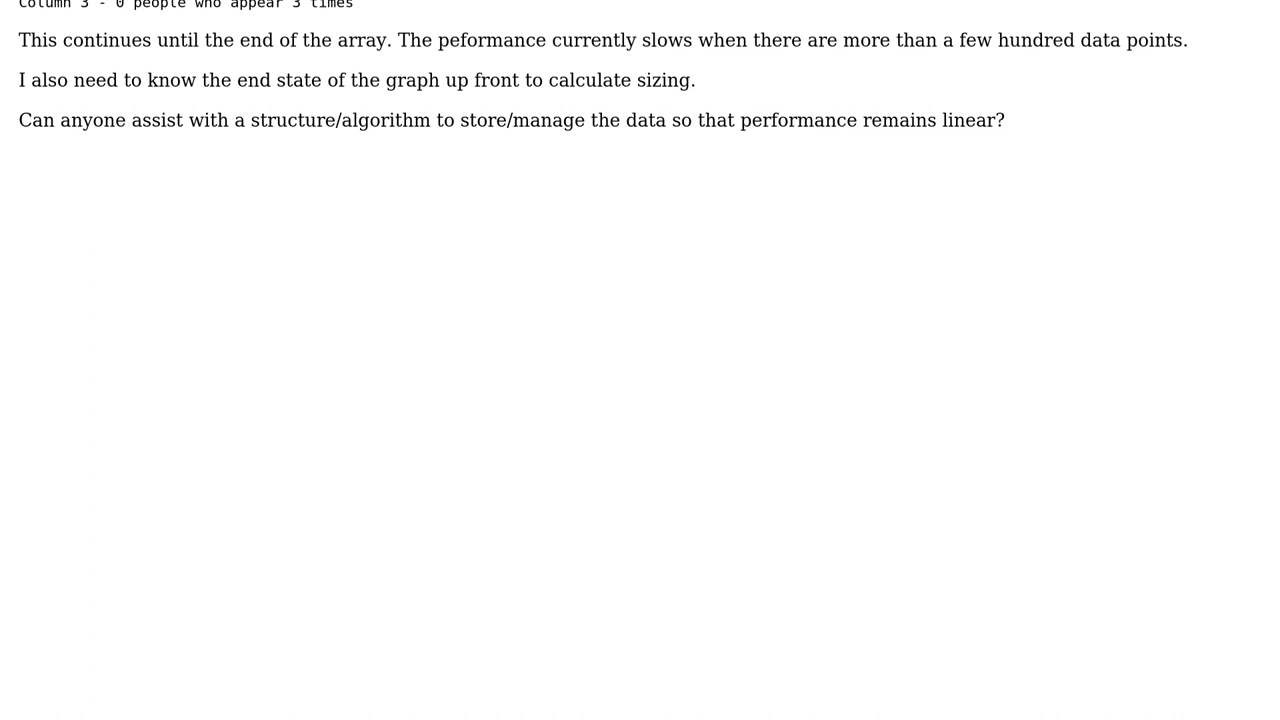 Column 3 - 0 people who appear 3 times
This continues until the end of the array. The peformance currently slows when there are more than a few hundred data points.
I also need to know the end state of the graph up front to calculate sizing.
Can anyone assist with a structure/algorithm to store/manage the data so that performance remains linear?